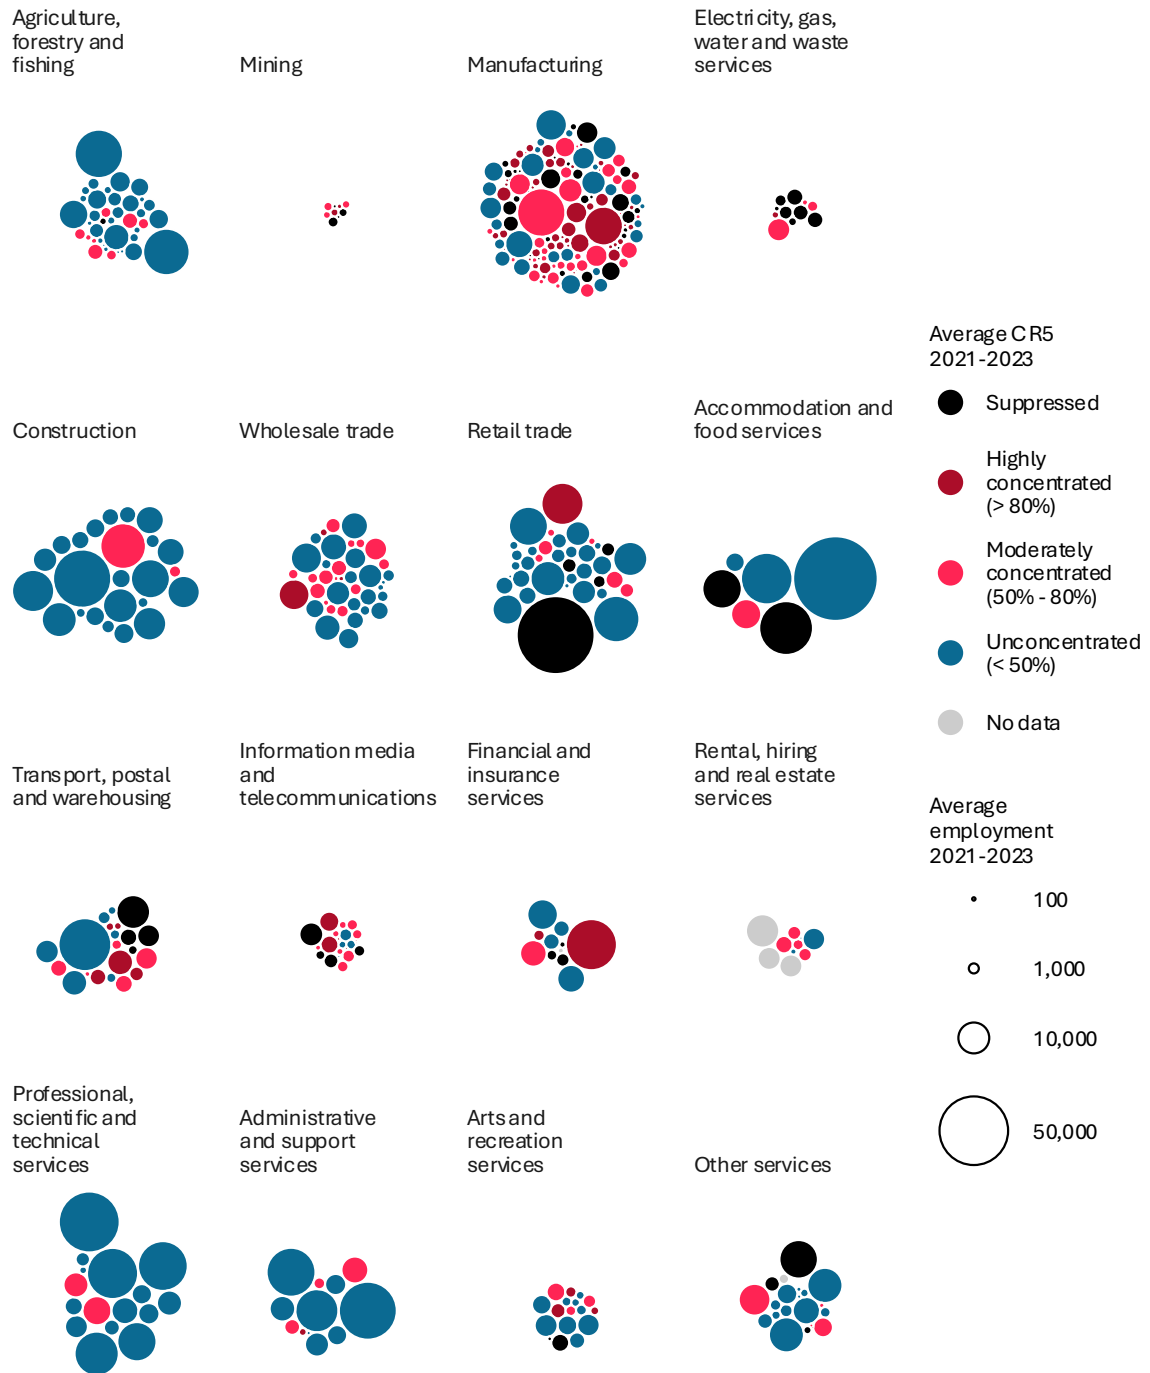 Agriculture,
forestry and
fishing
Mining
Manufacturing
Electricity, gas,
water and waste
services
Average CR5
2021-2023
Suppressed
Highly
concentrated
(> 80%)
Moderately
concentrated
(50% - 80%)
Unconcentrated
(< 50%)
No data
Construction
Wholesale trade
Retail trade
Accommodation and
food services
Transport, postal
and warehousing
Information media
and
telecommunications
Financial and
insurance
services
Rental, hiring
and real estate
services
Average
employment
2021-2023
100
1,000
10,000
50,000
Professional,
scientific and
technical
services
Administrative
and support
services
Arts and
recreation
services
Other services